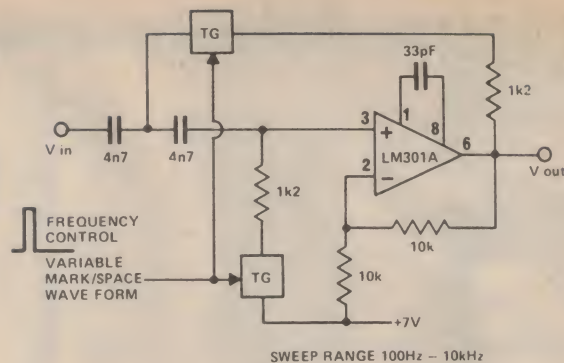 TG
33pF
1k2
1
8
3
+
6
V in
4n7
4n7
LM301A
V out
2
−
1k2
FREQUENCY
CONTROL
10k
VARIABLE
MARK/SPACE
WAVE FORM
TG
10k
+7V
SWEEP RANGE 100Hz – 10kHz